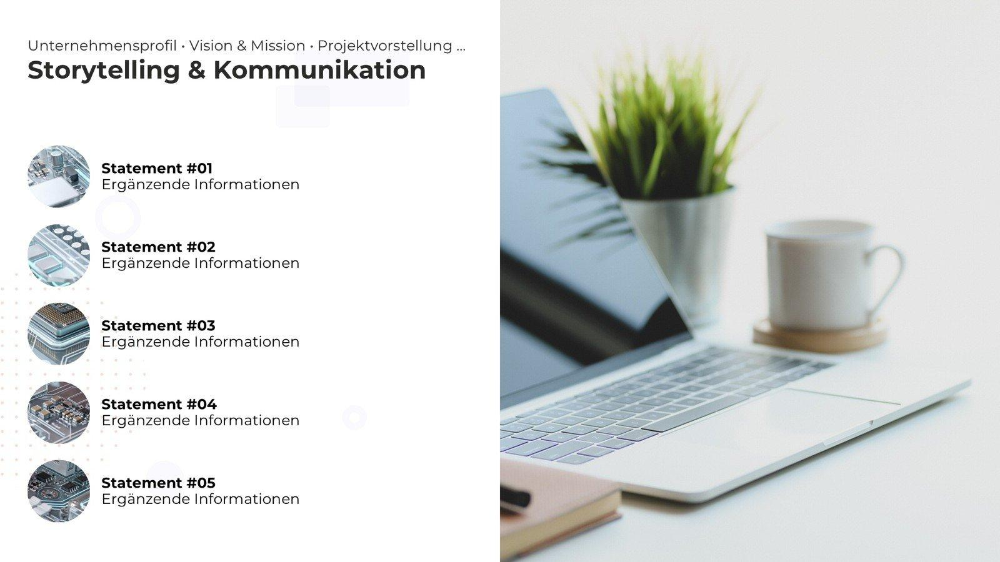 Unternehmensprofil • Vision & Mission • Projektvorstellung ...
Storytelling & Kommunikation
Statement #01
Ergänzende Informationen
Statement #02
Ergänzende Informationen
Statement #03
Ergänzende Informationen
Statement #04
Ergänzende Informationen
Statement #05
Ergänzende Informationen